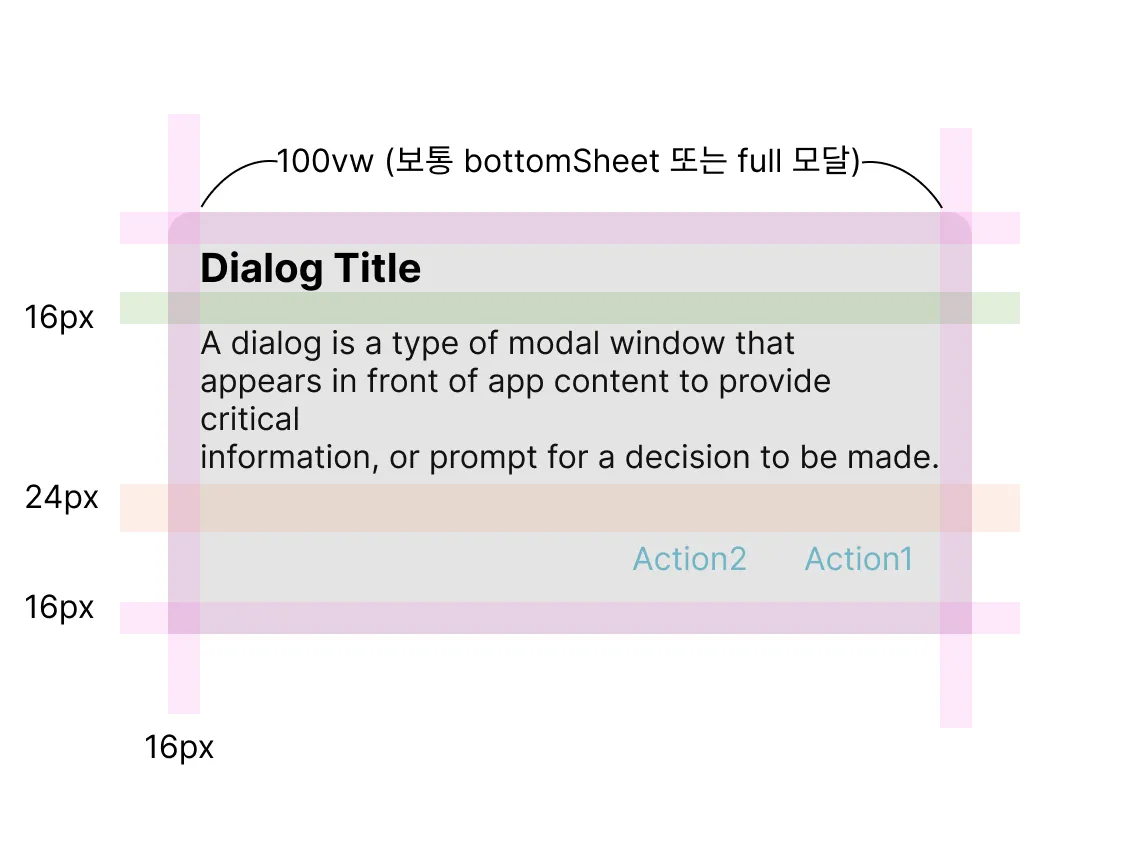 100vw (보통 bottomSheet 또는 full 모달)
Dialog Title
16px
A dialog is a type of modal window that
appears in front of app content to provide
critical
information, or prompt for a decision to be made.
24px
Action2 Action1
16px
16px